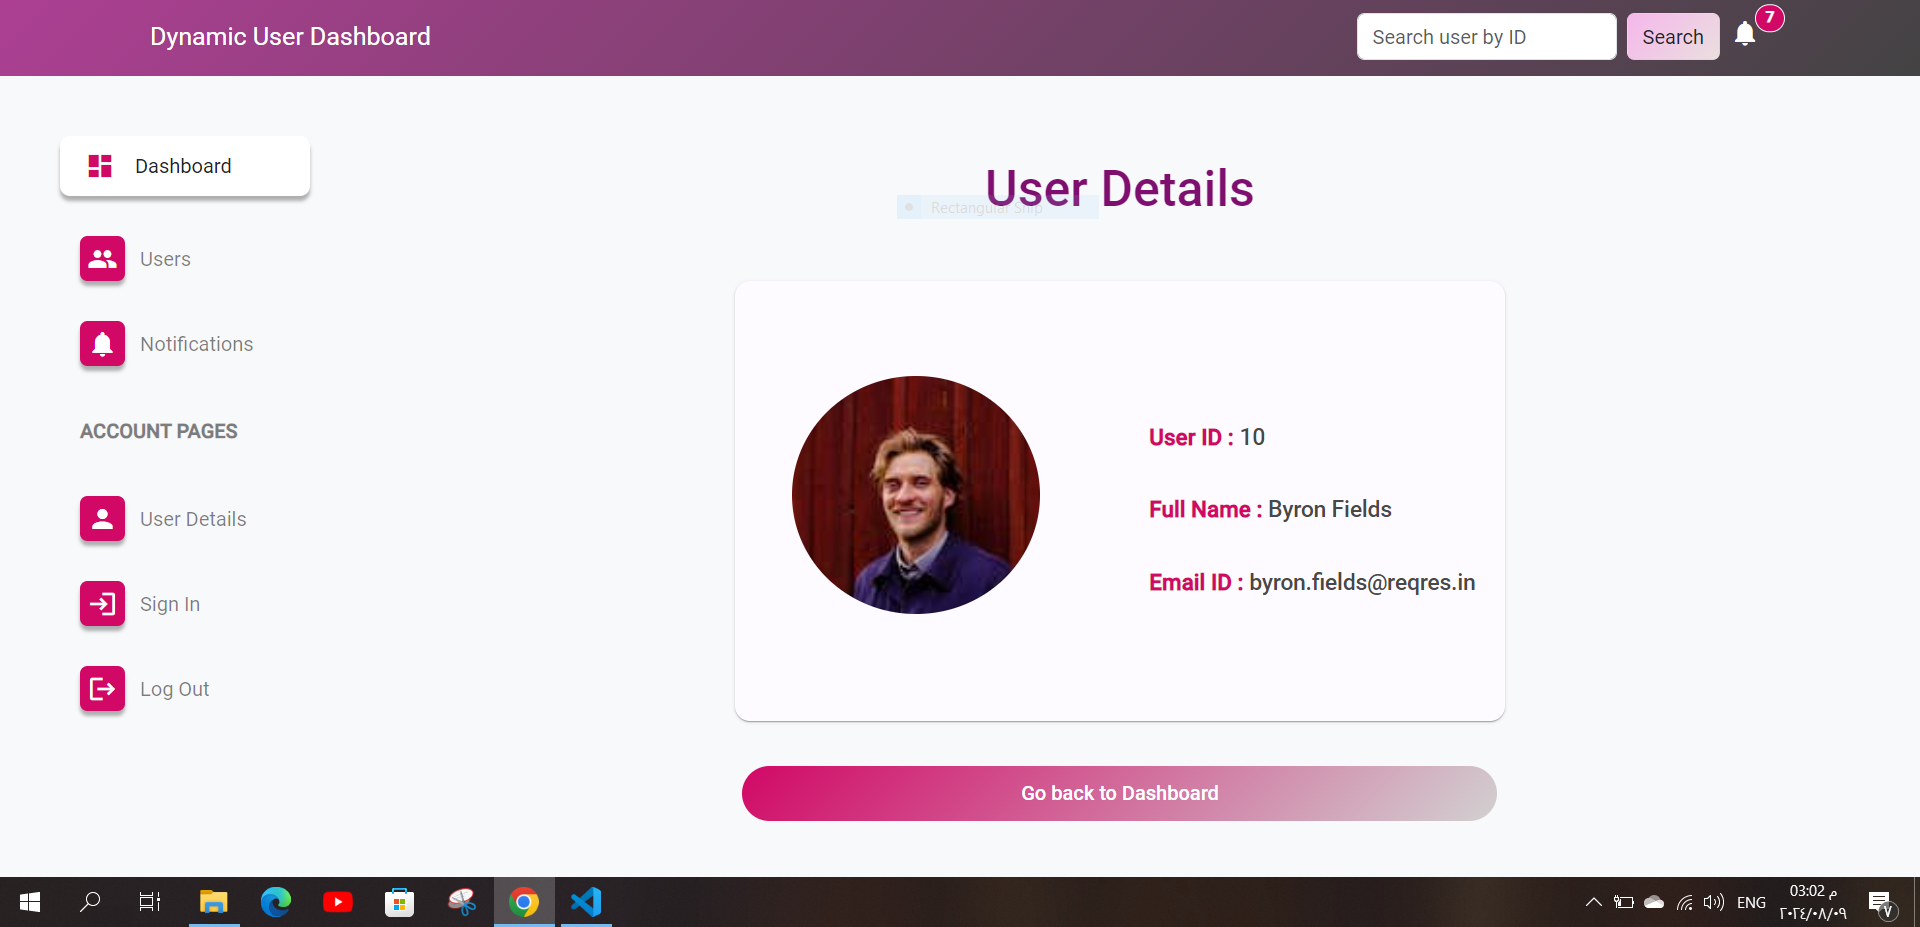 Dynamic User Dashboard
Search user by ID
Search
7
Dashboard
Users
Notifications
ACCOUNT PAGES
User Details
Sign In
Log Out
User Details
Rectangular Snip
User ID : 10
Full Name : Byron Fields
Email ID : byron.fields@reqres.in
Go back to Dashboard
ENG
03:02 م
٢٠٢٤/٠٨/٠٩
٧